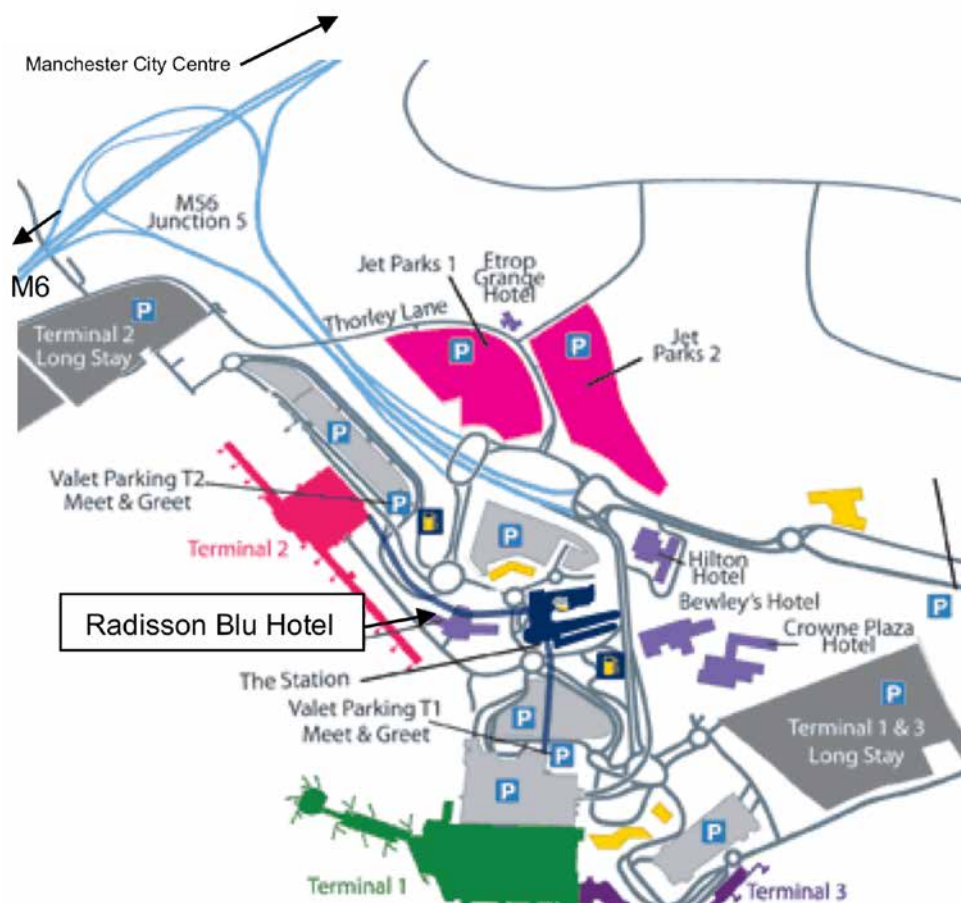 Manchester City Centre
M56
Junction 5
M6
Jet Parks 1
Etrop
Grange
Hotel
Thorley Lane
P
Terminal 2
Long Stay
P
P
Jet
Parks 2
P
Valet Parking T2
Meet & Greet
P
P
Terminal 2
Hilton
Hotel
Bewley's Hotel
P
Radisson Blu Hotel
Crowne Plaza
Hotel
The Station
P
Valet Parking T1
Meet & Greet
P
P
Terminal 1 & 3
Long Stay
P
P
Terminal 1
Terminal 3